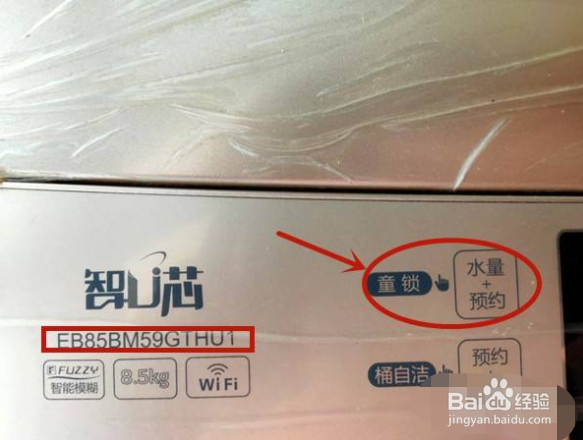 智U芯
EB85BM59GTHU1
FUZZY
智能模糊
8.5kg
WiFi
童锁
水量
+
预约
桶自洁
预约
+
Baidu经验
jingyan.baidu.com